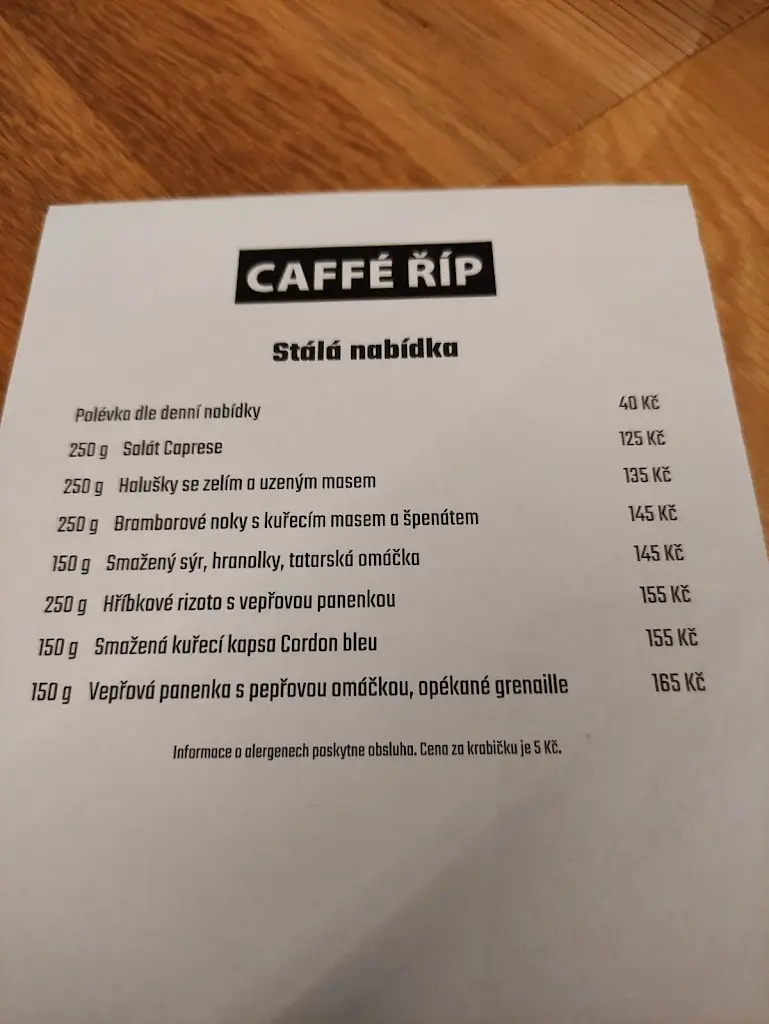 CAFFÉ ŘÍP
Stálá nabídka
Polévka dle denní nabídky 40 Kč
250 g Salát Caprese 125 Kč
250 g Halušky se zelím a uzeným masem 135 Kč
250 g Bramborové noky s kuřecím masem a špenátem 145 Kč
150 g Smažený sýr, hranolky, tatarská omáčka 145 Kč
250 g Hříbkové rizoto s vepřovou panenkou 155 Kč
150 g Smažená kuřecí kapsa Cordon bleu 155 Kč
150 g Vepřová panenka s pepřovou omáčkou, opékané grenaille 165 Kč
Informace o alergenech poskytne obsluha. Cena za krabičku je 5 Kč.